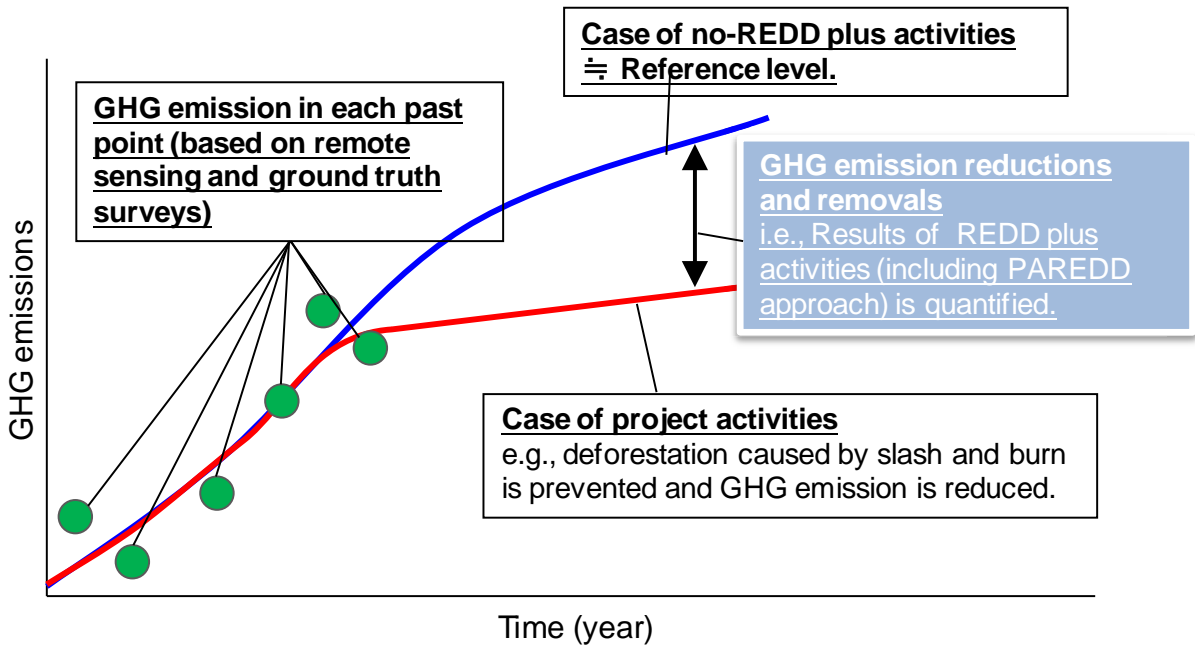 Case of no-REDD plus activities
≒ Reference level.
GHG emission in each past
point (based on remote
sensing and ground truth
surveys)
GHG emission reductions
and removals
i.e., Results of REDD plus
activities (including PAREDD
approach) is quantified.
GHG emissions
Case of project activities
e.g., deforestation caused by slash and burn
is prevented and GHG emission is reduced.
Time (year)